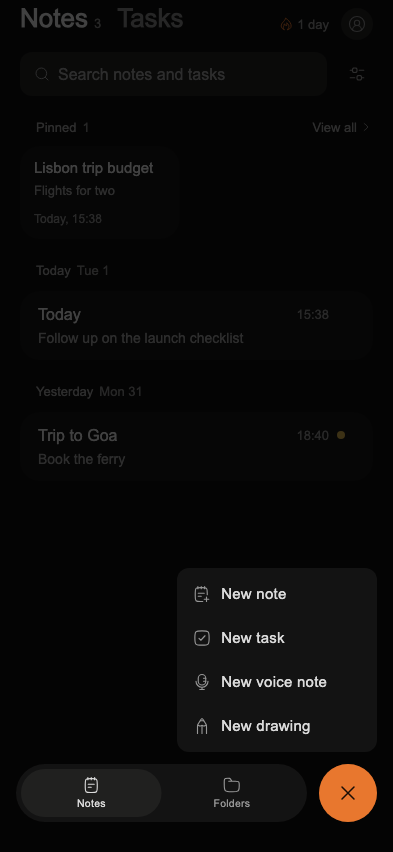 Notes 3 Tasks
1 day
Search notes and tasks
Pinned 1
View all
Lisbon trip budget
Flights for two
Today, 15:38
Today Tue 1
Today 15:38
Follow up on the launch checklist
Yesterday Mon 31
Trip to Goa 18:40
Book the ferry
New note
New task
New voice note
New drawing
Notes
Folders